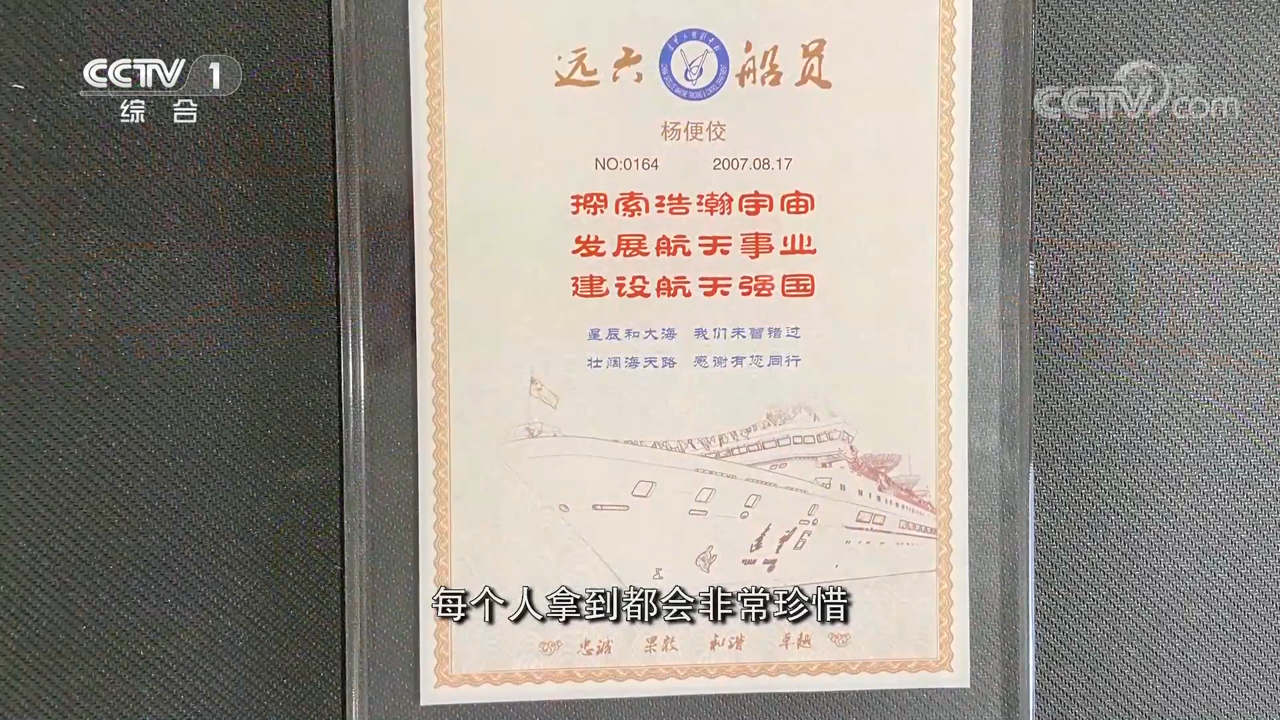 CCTV 1
综合
CCTV.com
远六船员
杨便佼
NO:0164 2007.08.17
探索浩瀚宇宙
发展航天事业
建设航天强国
星辰和大海 我们未曾错过
壮阔海天路 感谢有您同行
远望6
每个人拿到都会非常珍惜
忠诚 果敢 和谐 卓越